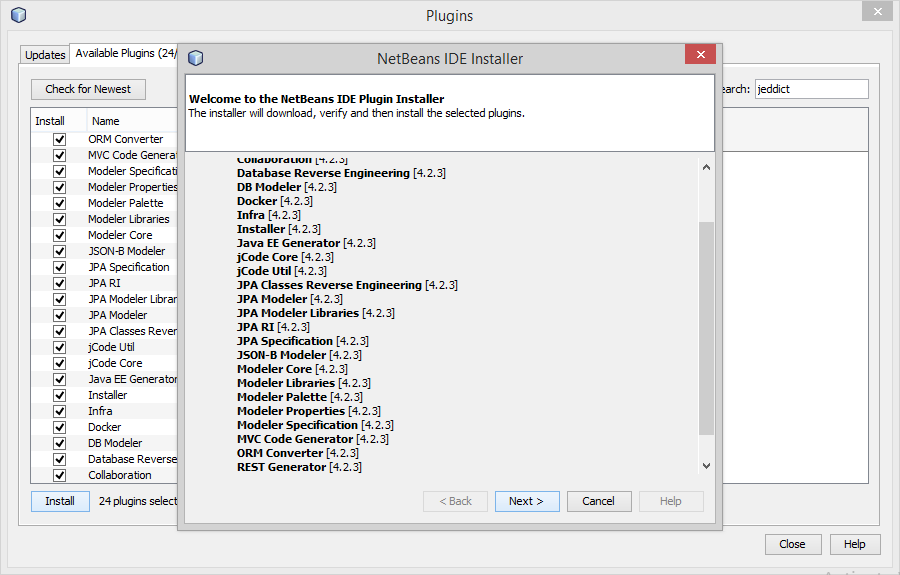 Plugins
Updates
Available Plugins (24/
Check for Newest
earch:
jeddict
Install
Name
ORM Converter
MVC Code Generat
Modeler Specificati
Modeler Properties
Modeler Palette
Modeler Libraries
Modeler Core
JSON-B Modeler
JPA Specification
JPA RI
JPA Modeler Librar
JPA Modeler
JPA Classes Rever
jCode Util
jCode Core
Java EE Generator
Installer
Infra
Docker
DB Modeler
Database Reverse
Collaboration
Install
24 plugins select
NetBeans IDE Installer
Welcome to the NetBeans IDE Plugin Installer
The installer will download, verify and then install the selected plugins.
Collaboration [4.2.3]
Database Reverse Engineering [4.2.3]
DB Modeler [4.2.3]
Docker [4.2.3]
Infra [4.2.3]
Installer [4.2.3]
Java EE Generator [4.2.3]
jCode Core [4.2.3]
jCode Util [4.2.3]
JPA Classes Reverse Engineering [4.2.3]
JPA Modeler [4.2.3]
JPA Modeler Libraries [4.2.3]
JPA RI [4.2.3]
JPA Specification [4.2.3]
JSON-B Modeler [4.2.3]
Modeler Core [4.2.3]
Modeler Libraries [4.2.3]
Modeler Palette [4.2.3]
Modeler Properties [4.2.3]
Modeler Specification [4.2.3]
MVC Code Generator [4.2.3]
ORM Converter [4.2.3]
REST Generator [4.2.3]
< Back
Next >
Cancel
Help
Close
Help